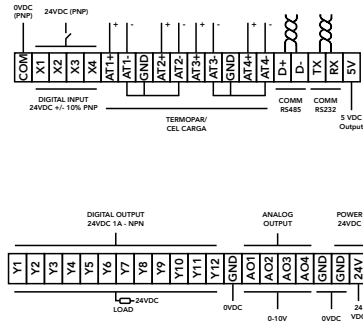 0VDC
(PNP)
24VDC (PNP)
+ - + - + - + -
COM X1 X2 X3 X4 AT1+ AT1- GND AT2+ AT2- AT3+ AT3- GND AT4+ AT4- D+ D- TX RX 5V
DIGITAL INPUT
24VDC +/- 10% PNP
TERMOPAR/
CEL CARGA
COMM
RS485
COMM
RS232
5 VDC
Output
DIGITAL OUTPUT
24VDC 1A - NPN
ANALOG
OUTPUT
POWER
24VDC
Y1 Y2 Y3 Y4 Y5 Y6 Y7 Y8 Y9 Y10 Y11 Y12 GND AO1 AO2 AO3 AO4 GND GND 24V
24VDC
LOAD
0VDC
0-10V
0VDC
24
VDC